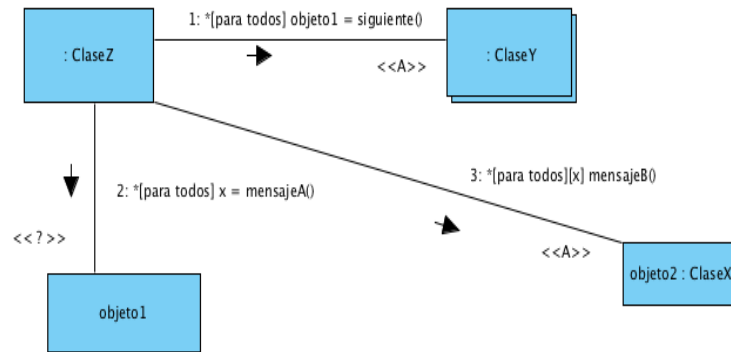 1: *[para todos] objeto1 = siguiente()
: ClaseZ
<<A>>
: ClaseY
2: *[para todos] x = mensajeA()
3: *[para todos][x] mensajeB()
<<?>>
<<A>>
objeto2 : ClaseX
objeto1